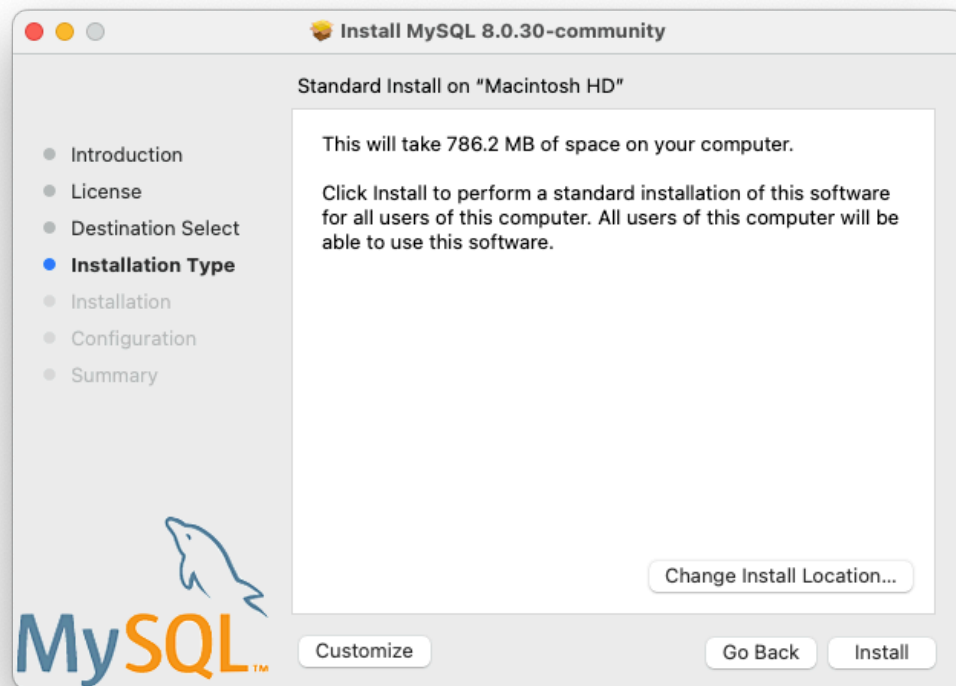 Install MySQL 8.0.30-community
Standard Install on “Macintosh HD”
Introduction
License
Destination Select
Installation Type
Installation
Configuration
Summary
This will take 786.2 MB of space on your computer.
Click Install to perform a standard installation of this software
for all users of this computer. All users of this computer will be
able to use this software.
Change Install Location...
MySQL™
Customize
Go Back
Install